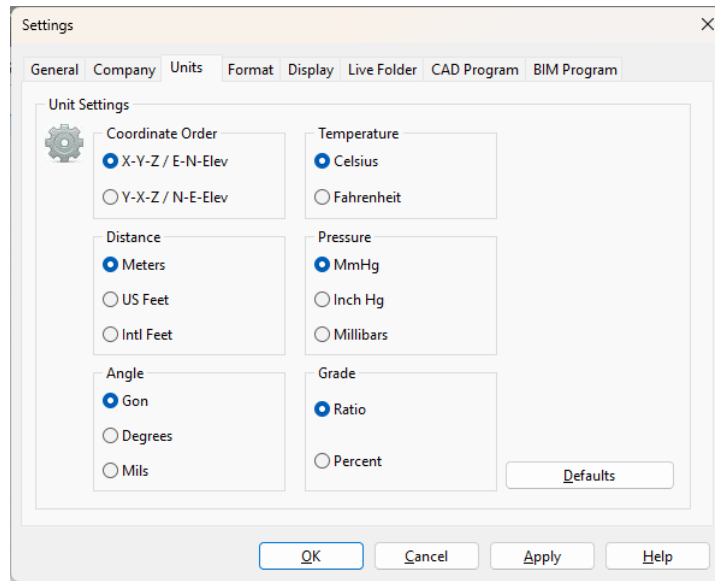 Settings
General
Company
Units
Format
Display
Live Folder
CAD Program
BIM Program
Unit Settings
Coordinate Order
X-Y-Z / E-N-Elev
Y-X-Z / N-E-Elev
Temperature
Celsius
Fahrenheit
Distance
Meters
US Feet
Intl Feet
Pressure
MmHg
Inch Hg
Millibars
Angle
Gon
Degrees
Mils
Grade
Ratio
Percent
Defaults
OK
Cancel
Apply
Help